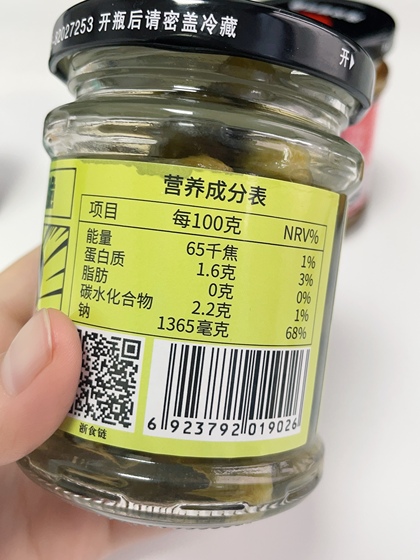 30027253 开瓶后请密盖冷藏
开
营养成分表
项目 每100克 NRV%
能量 65千焦 1%
蛋白质 1.6克 3%
脂肪 0克 0%
碳水化合物 2.2克 1%
钠 1365毫克 68%
浙食链
6 923792 019026